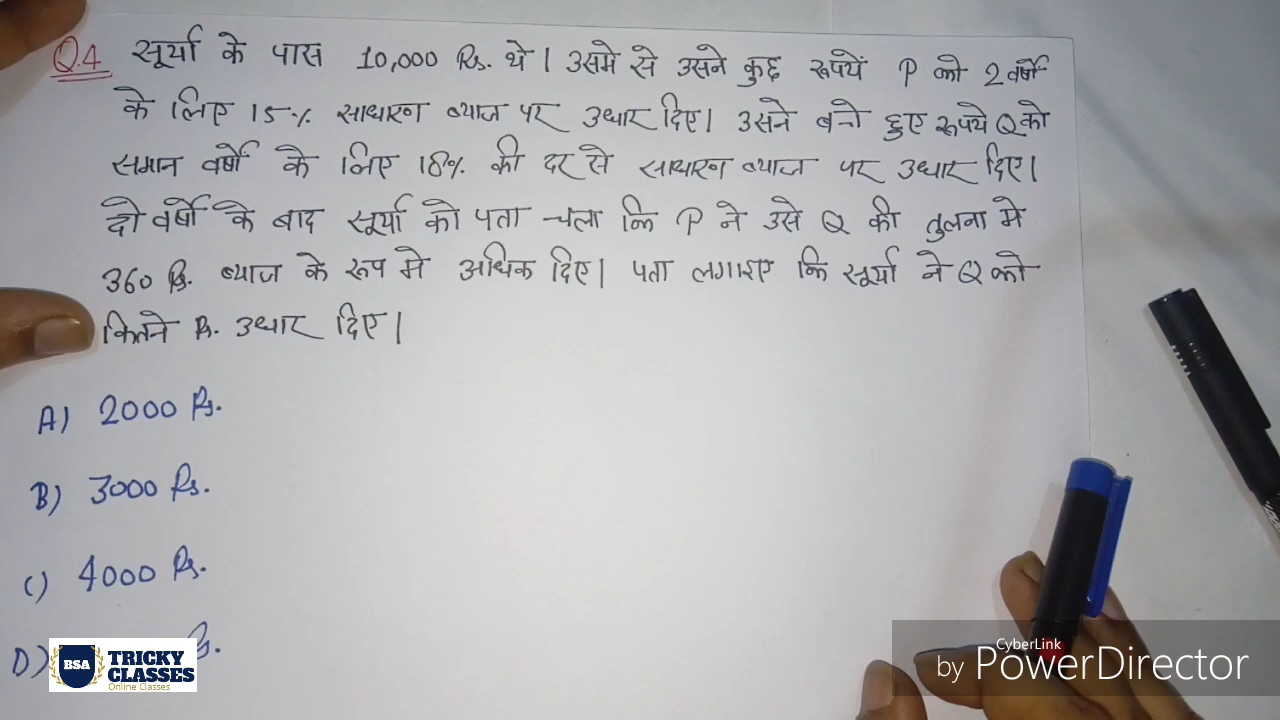 Q.4 सूर्या के पास 10,000 Rs. थे। उसमे से उसने कुछ रूपयें P को 2 वर्षो
के लिए 15% साधारण ब्याज पर उधार दिए। उसने बचे हुए रूपये Q को
समान वर्षो के लिए 18% की दर से साधारण ब्याज पर उधार दिए।
दो वर्षो के बाद सूर्या को पता चला कि P ने उसे Q की तुलना मे
360 Rs. ब्याज के रूप मे अधिक दिए। पता लगाइए कि सूर्या ने Q को
कितने Rs. उधार दिए।
A) 2000 Rs.
B) 3000 Rs.
C) 4000 Rs.
D) Rs.
BSA TRICKY CLASSES
Online Classes
CyberLink
by PowerDirector